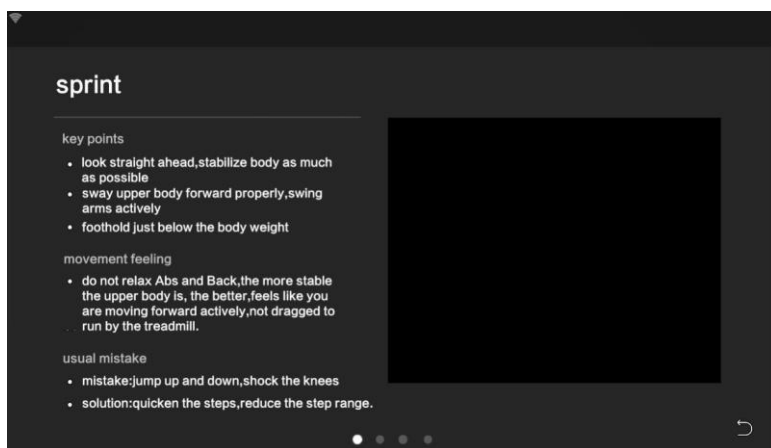 sprint
key points
• look straight ahead,stabilize body as much
as possible
• sway upper body forward properly,swing
arms actively
• foothold just below the body weight
movement feeling
• do not relax Abs and Back,the more stable
the upper body is, the better,feels like you
are moving forward actively,not dragged to
run by the treadmill.
usual mistake
• mistake:jump up and down,shock the knees
• solution:quicken the steps,reduce the step range.